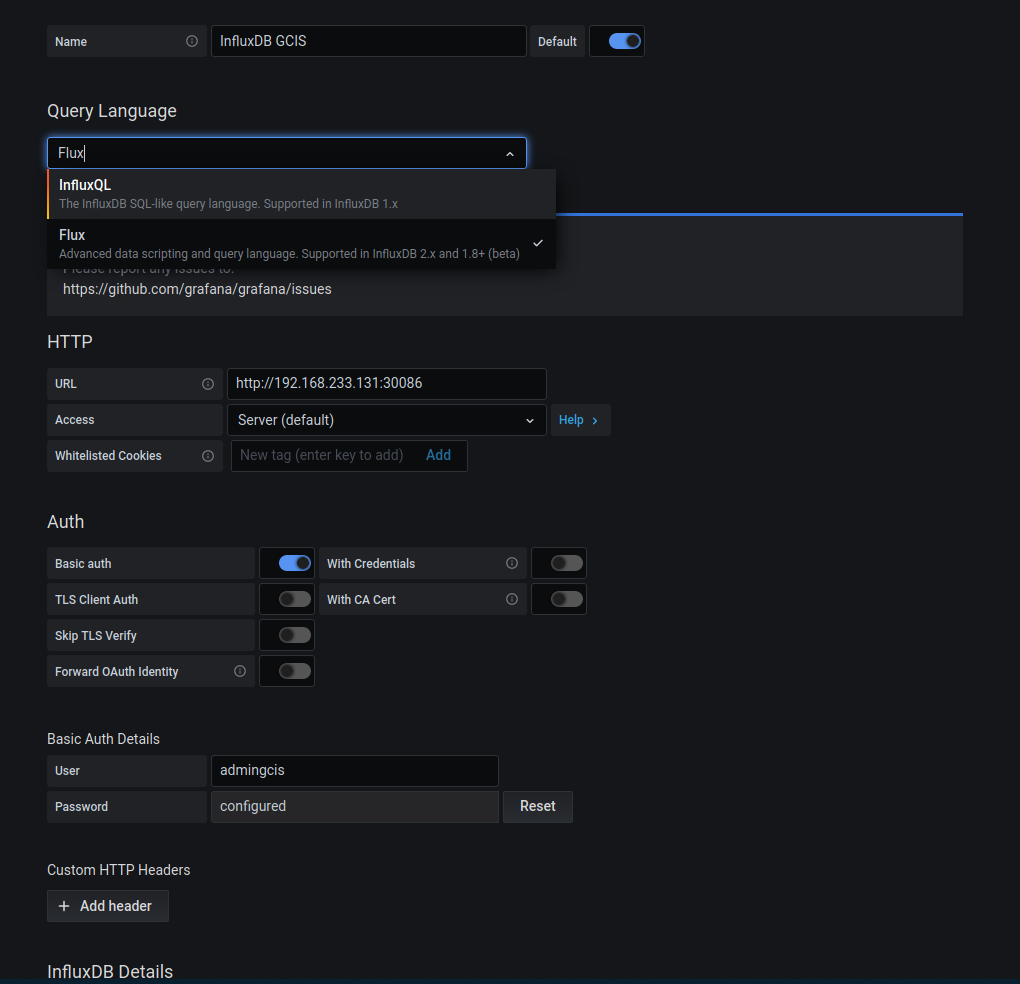 Name
InfluxDB GCIS
Default
Query Language
Flux
InfluxQL
The InfluxDB SQL-like query language. Supported in InfluxDB 1.x
Flux
Advanced data scripting and query language. Supported in InfluxDB 2.x and 1.8+ (beta)
Please report any issues to:
https://github.com/grafana/grafana/issues
HTTP
URL
http://192.168.233.131:30086
Access
Server (default)
Help
Whitelisted Cookies
New tag (enter key to add)
Add
Auth
Basic auth
With Credentials
TLS Client Auth
With CA Cert
Skip TLS Verify
Forward OAuth Identity
Basic Auth Details
User
admingcis
Password
configured
Reset
Custom HTTP Headers
Add header
InfluxDB Details